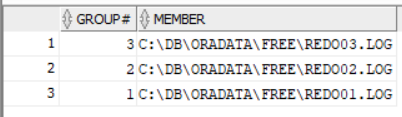 GROUP# MEMBER
1 3 C:\DB\ORADATA\FREE\REDO03.LOG
2 2 C:\DB\ORADATA\FREE\REDO02.LOG
3 1 C:\DB\ORADATA\FREE\REDO01.LOG